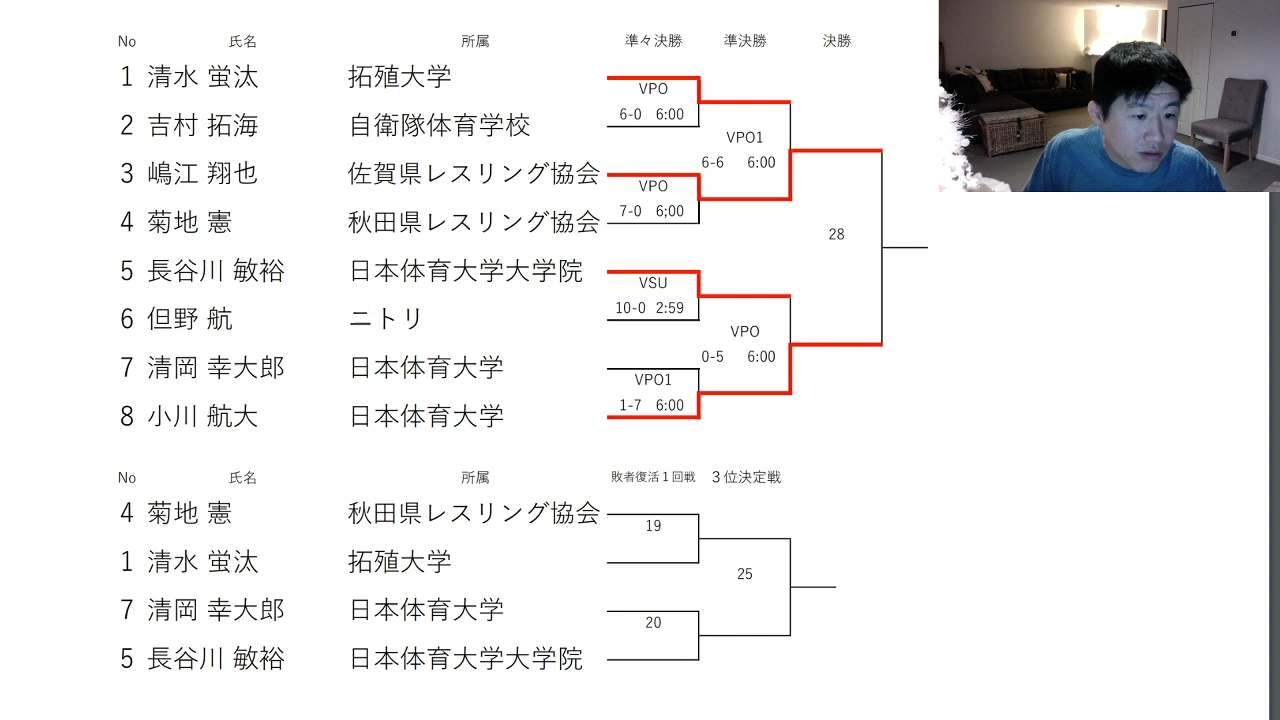 No 氏名 所属 準々決勝 準決勝 決勝
1 清水 蛍汰 拓殖大学
VPO
6-0 6:00
2 吉村 拓海 自衛隊体育学校
VPO1
6-6 6:00
3 嶋江 翔也 佐賀県レスリング協会
VPO
7-0 6;00
4 菊地 憲 秋田県レスリング協会
28
5 長谷川 敏裕 日本体育大学大学院
VSU
10-0 2:59
6 但野 航 ニトリ
VPO
0-5 6:00
7 清岡 幸大郎 日本体育大学
VPO1
1-7 6:00
8 小川 航大 日本体育大学
No 氏名 所属 敗者復活1回戦 3位決定戦
4 菊地 憲 秋田県レスリング協会
19
1 清水 蛍汰 拓殖大学
25
7 清岡 幸大郎 日本体育大学
20
5 長谷川 敏裕 日本体育大学大学院